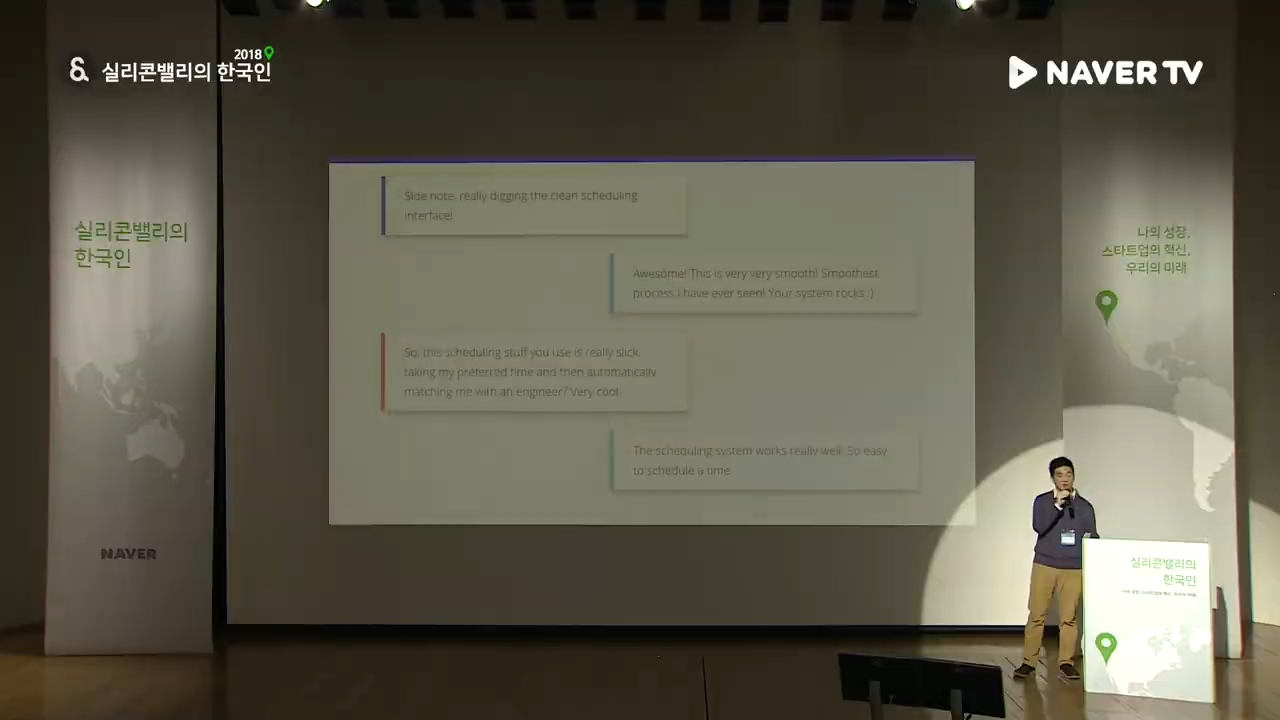 &
2018
실리콘밸리의 한국인
NAVER TV
실리콘밸리의
한국인
NAVER
Side note, really digging the clean scheduling
interface!
Awesome! This is very very smooth! Smoothest
process I have ever seen! Your system rocks :)
So, this scheduling stuff you use is really slick,
taking my preferred time and then automatically
matching me with an engineer? Very cool.
The scheduling system works really well! So easy
to schedule a time.
나의 성장,
스타트업의 혁신,
우리의 미래
실리콘밸리의
한국인